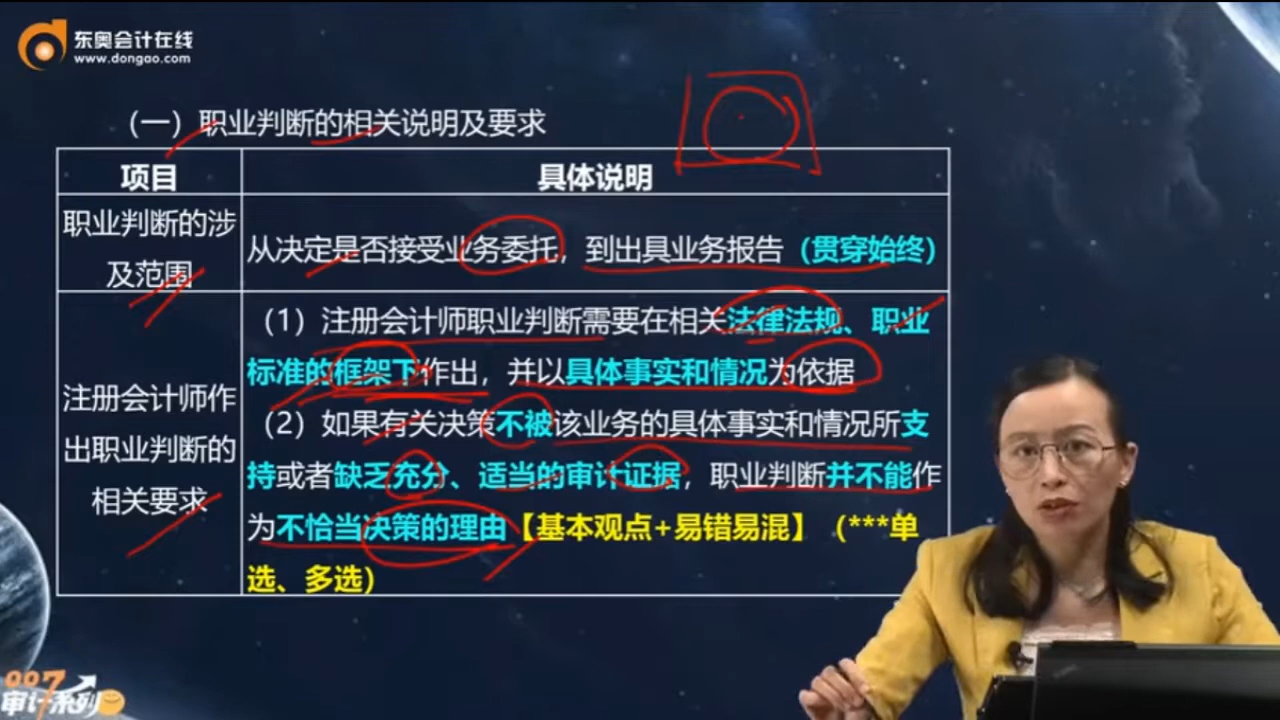 东奥会计在线
www.dongao.com
（一）职业判断的相关说明及要求
项目
具体说明
职业判断的涉
及范围
从决定是否接受业务委托，到出具业务报告（贯穿始终）
注册会计师作
出职业判断的
相关要求
（1）注册会计师职业判断需要在相关法律法规、职业
标准的框架下作出，并以具体事实和情况为依据
（2）如果有关决策不被该业务的具体事实和情况所支
持或者缺乏充分、适当的审计证据，职业判断并不能作
为不恰当决策的理由【基本观点+易错易混】（***单
选、多选）
007
审计系列